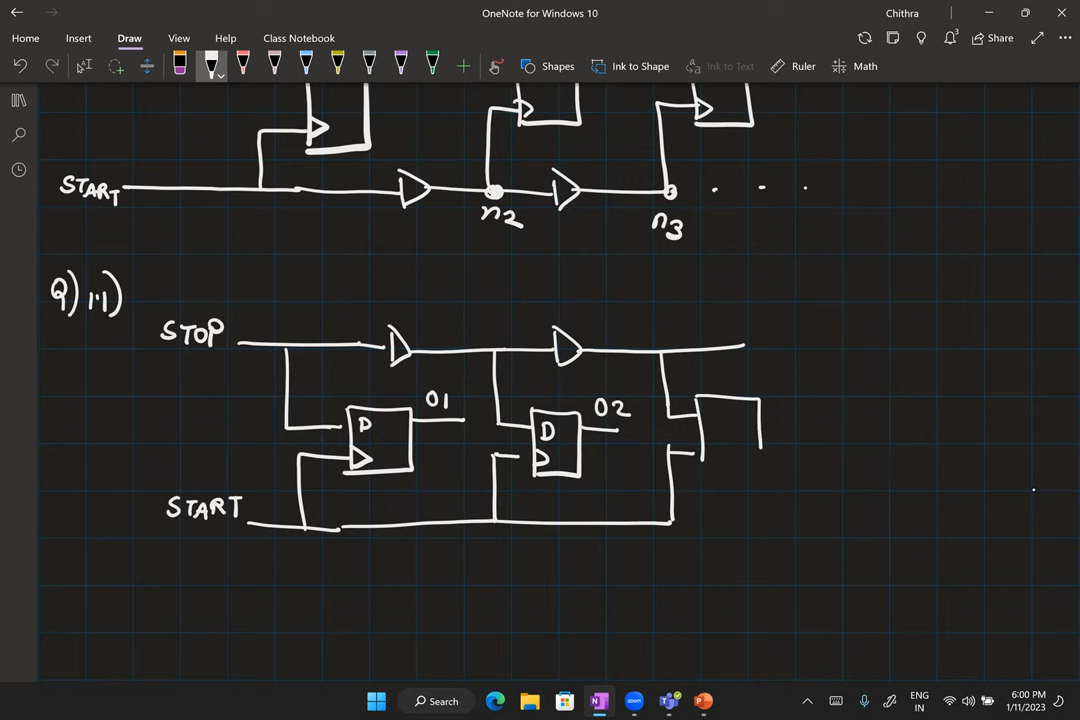 OneNote for Windows 10
Chithra
Home Insert Draw View Help Class Notebook
Share
Shapes Ink to Shape Ink to Text Ruler Math
START
n2
n3
Q) 1.1)
STOP
D O1
D O2
START
Search
zoom
ENG
IN
6:00 PM
1/11/2023